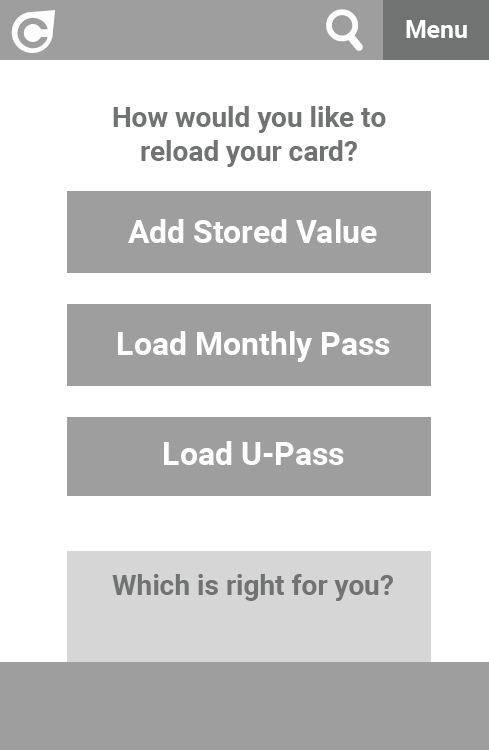 Menu
How would you like to
reload your card?
Add Stored Value
Load Monthly Pass
Load U-Pass
Which is right for you?